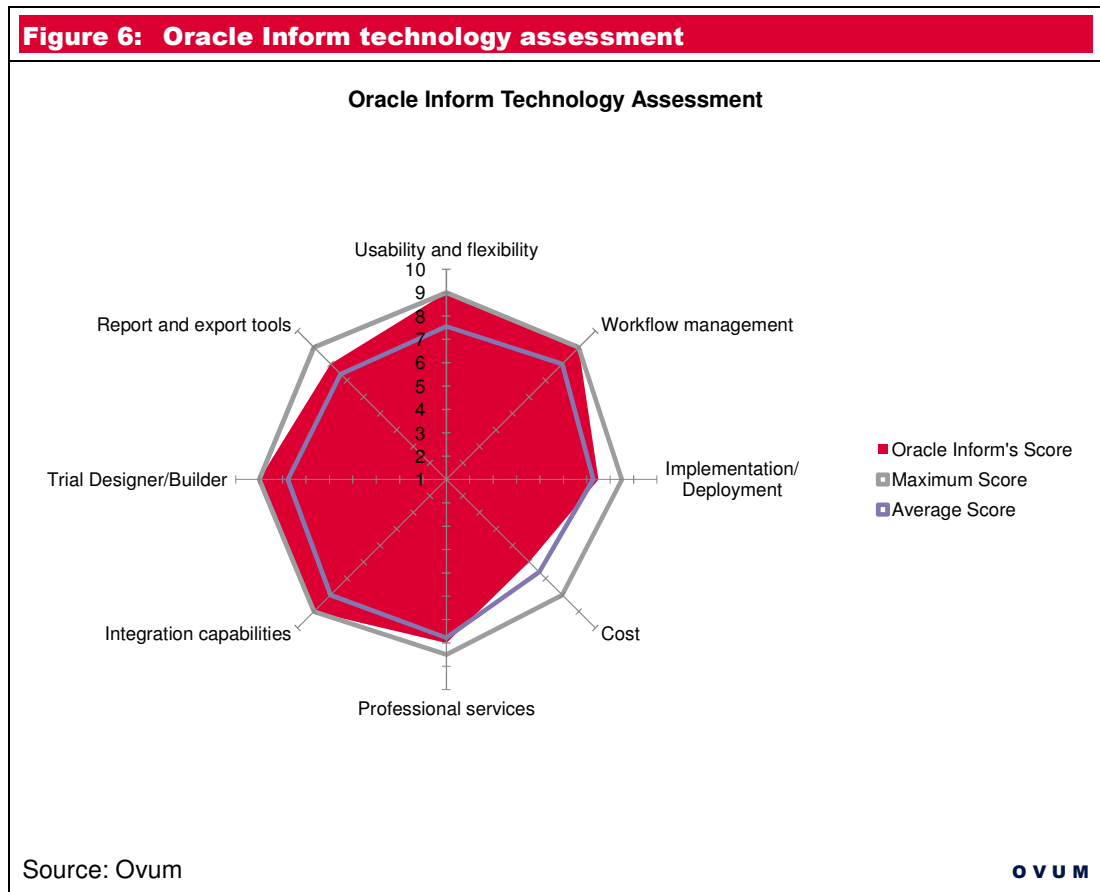 Figure 6: Oracle Inform technology assessment
Oracle Inform Technology Assessment
Usability and flexibility
10
9
8
7
6
5
4
3
2
1
Workflow management
Implementation/
Deployment
Cost
Professional services
Integration capabilities
Trial Designer/Builder
Report and export tools
Oracle Inform's Score
Maximum Score
Average Score
Source: Ovum
OVUM